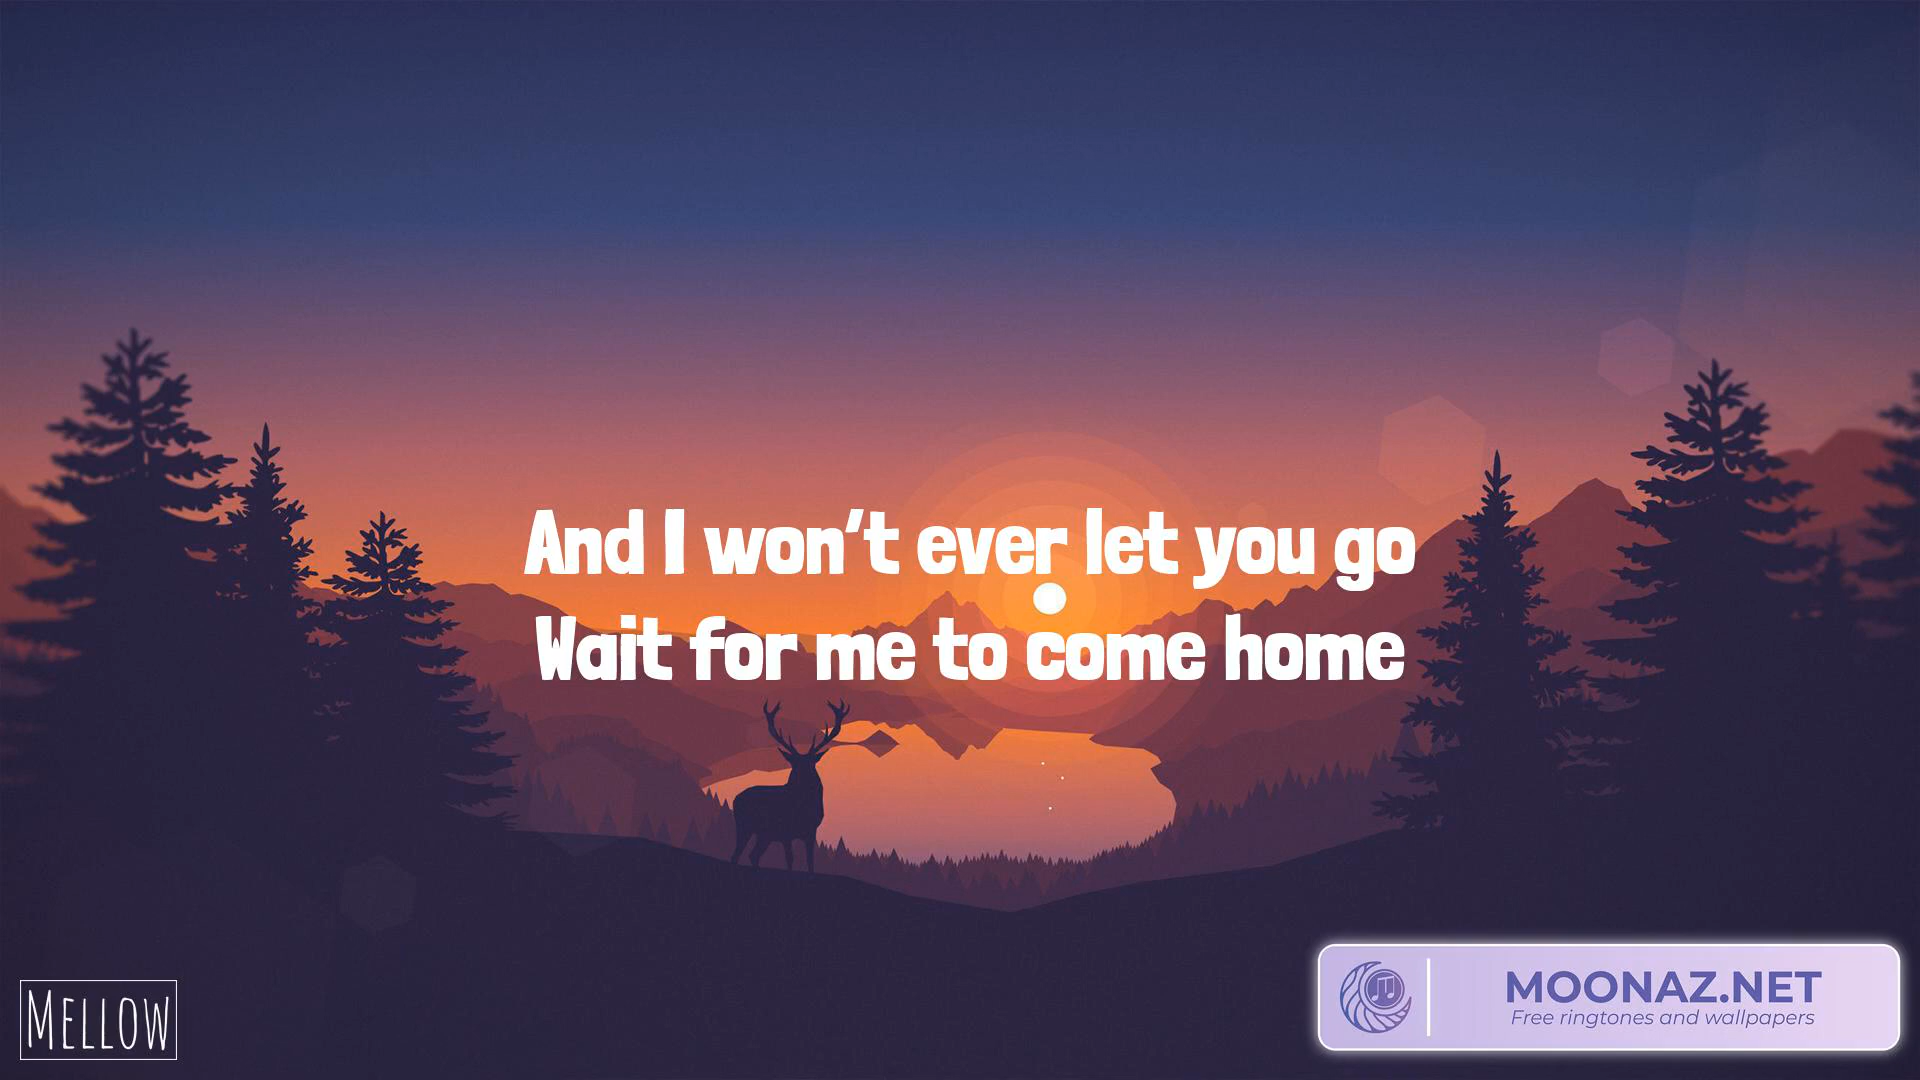 And I won't ever let you go
Wait for me to come home
MELLOW
MOONAZ.NET
Free ringtones and wallpapers